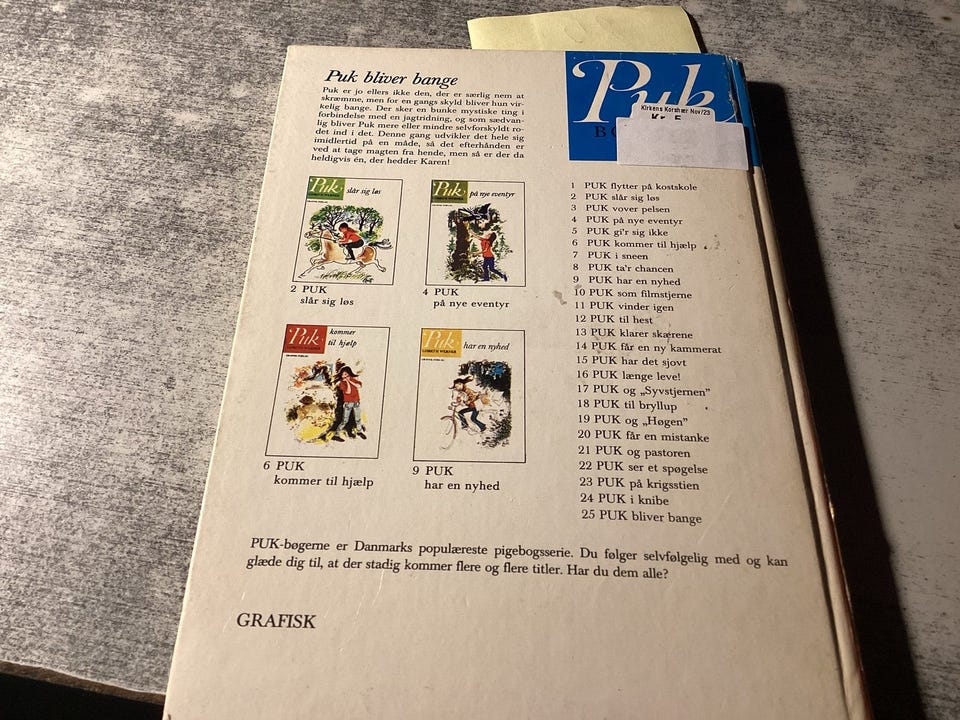 Puk bliver bange
Puk er jo ellers ikke den, der er særlig nem at
skræmme, men for en gangs skyld bliver hun vir-
kelig bange. Der sker en bunke mystiske ting i
forbindelse med en jagtridning, og som sædvan-
lig bliver Puk mere eller mindre selvforskyldt ro-
det ind i det. Denne gang udvikler det hele sig
imidlertid på en måde, så det efterhånden er
ved at tage magten fra hende, men så er der da
heldigvis én, der hedder Karen!
Puk
Kirkens Korshær Nov/23
Kr. 5
Puk
slår sig løs
2 PUK
slår sig løs
Puk
på nye eventyr
4 PUK
på nye eventyr
Puk
kommer
til hjælp
6 PUK
kommer til hjælp
Puk
har en nyhed
9 PUK
har en nyhed
1 PUK flytter på kostskole
2 PUK slår sig løs
3 PUK vover pelsen
4 PUK på nye eventyr
5 PUK gi'r sig ikke
6 PUK kommer til hjælp
7 PUK i sneen
8 PUK ta'r chancen
9 PUK har en nyhed
10 PUK som filmstjerne
11 PUK vinder igen
12 PUK til hest
13 PUK klarer skærene
14 PUK får en ny kammerat
15 PUK har det sjovt
16 PUK længe leve!
17 PUK og „Syvstjernen”
18 PUK til bryllup
19 PUK og „Høgen”
20 PUK får en mistanke
21 PUK og pastoren
22 PUK ser et spøgelse
23 PUK på krigsstien
24 PUK i knibe
25 PUK bliver bange
PUK-bøgerne er Danmarks populæreste pigebogsserie. Du følger selvfølgelig med og kan
glæde dig til, at der stadig kommer flere og flere titler. Har du dem alle?
GRAFISK